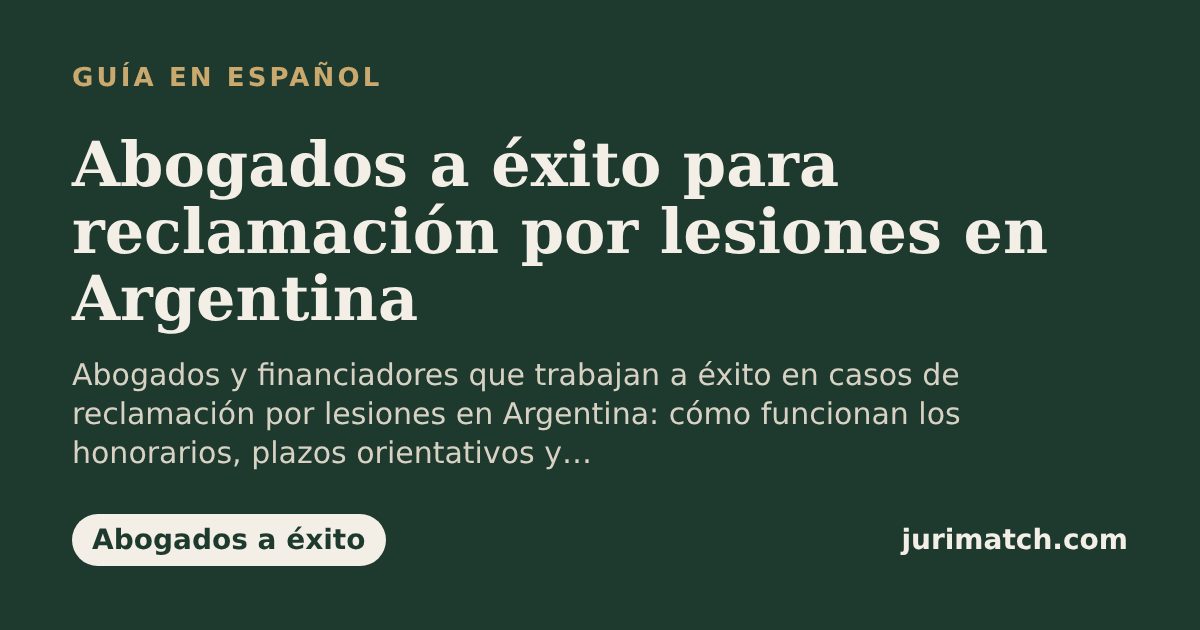 GUÍA EN ESPAÑOL
Abogados a éxito para
reclamación por lesiones en
Argentina
Abogados y financiadores que trabajan a éxito en casos de
reclamación por lesiones en Argentina: cómo funcionan los
honorarios, plazos orientativos y…
Abogados a éxito
jurimatch.com